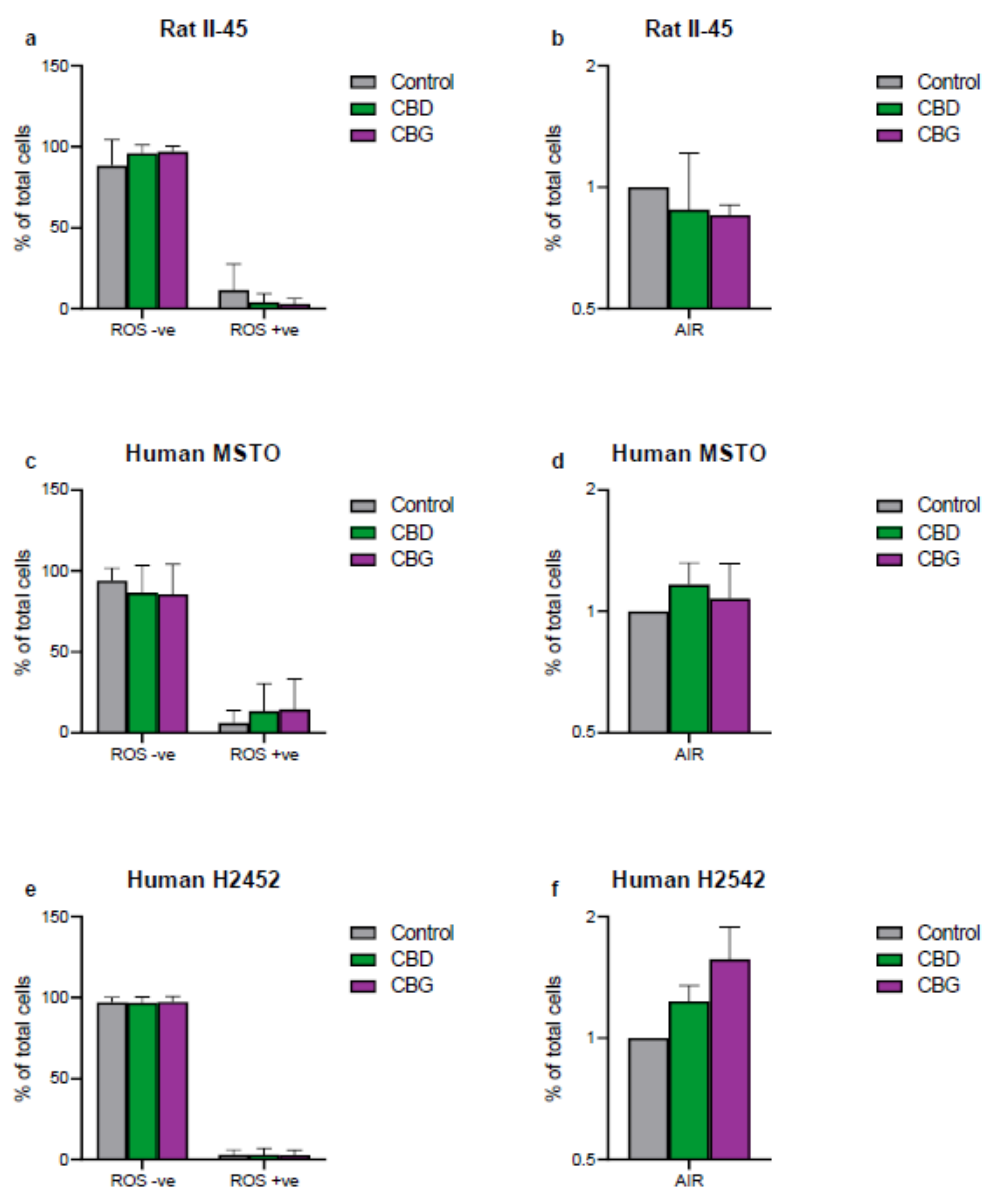 a
Rat II-45
150
100
50
0
% of total cells
ROS -ve
ROS +ve
Control
CBD
CBG
b
Rat II-45
2
1
0.5
% of total cells
AIR
Control
CBD
CBG
c
Human MSTO
150
100
50
0
% of total cells
ROS -ve
ROS +ve
Control
CBD
CBG
d
Human MSTO
2
1
0.5
% of total cells
AIR
Control
CBD
CBG
e
Human H2452
150
100
50
0
% of total cells
ROS -ve
ROS +ve
Control
CBD
CBG
f
Human H2542
2
1
0.5
% of total cells
AIR
Control
CBD
CBG